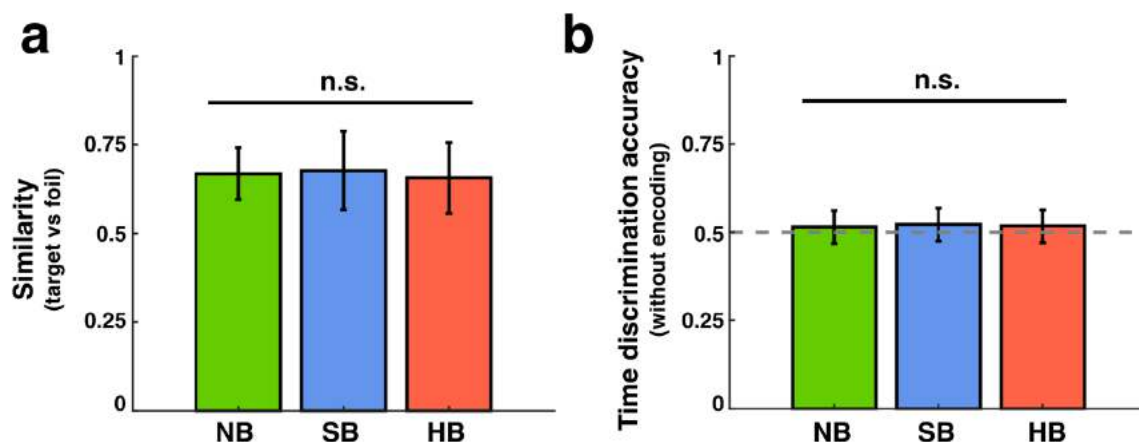 a
n.s.
1
0.75
0.5
0.25
0
Similarity
(target vs foil)
NB SB HB
b
n.s.
1
0.75
0.5
0.25
0
Time discrimination accuracy
(without encoding)
NB SB HB